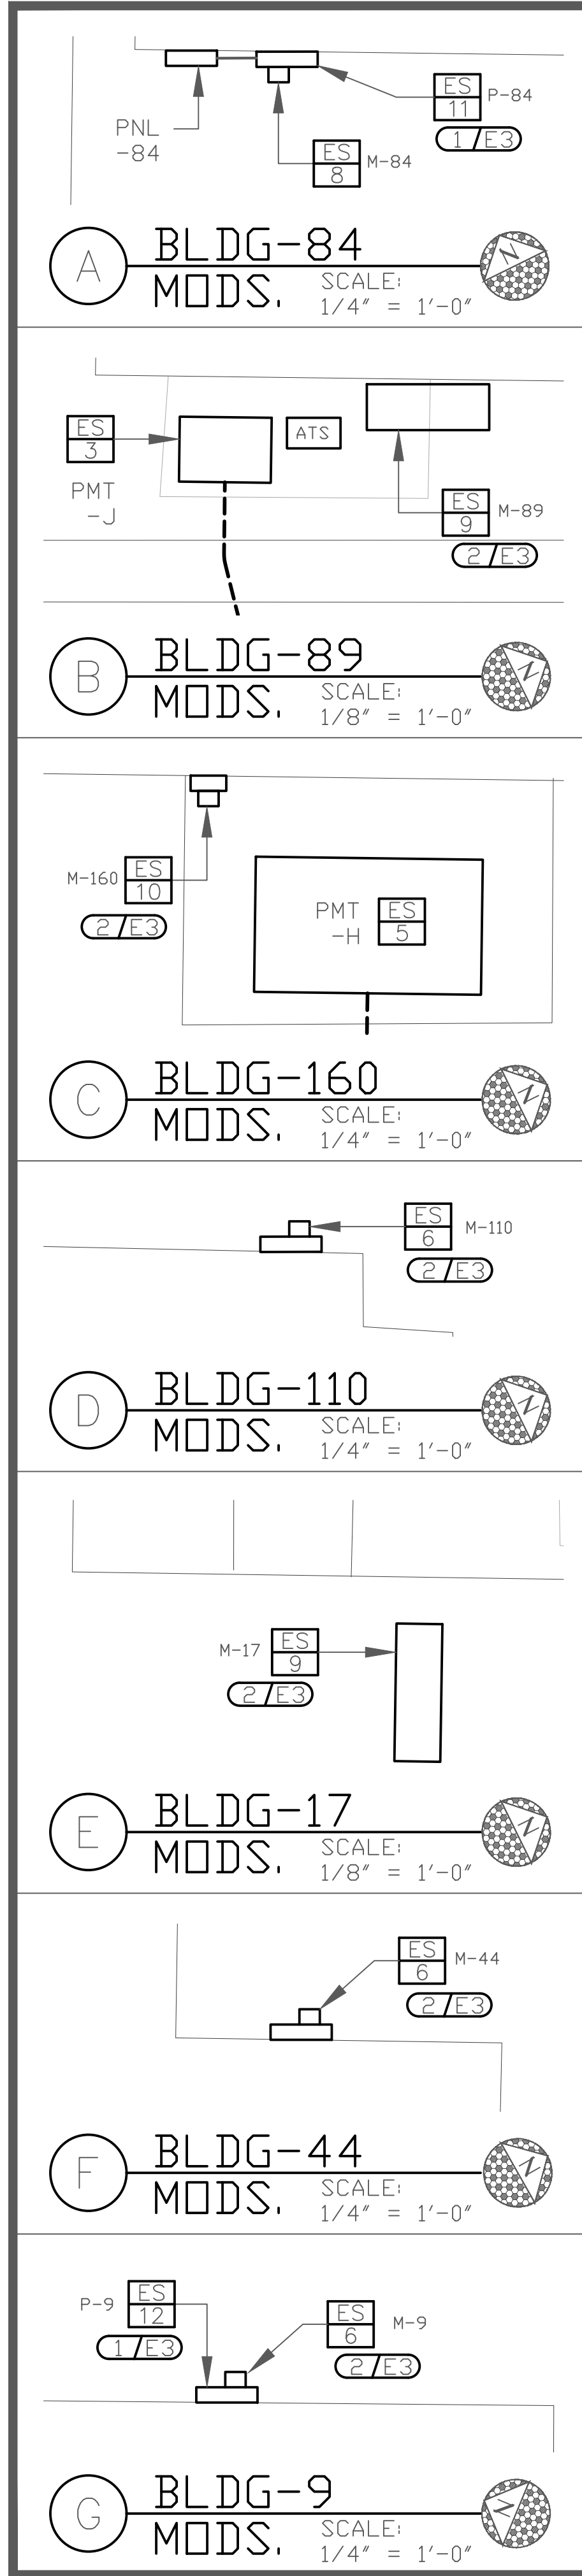 PNL
-84
ES
11
P-84
1/E3
ES
8
M-84
A
BLDG-84
MODS.
SCALE:
1/4" = 1'-0"
N
ES
3
PMT
-J
ATS
ES
9
M-89
2/E3
B
BLDG-89
MODS.
SCALE:
1/8" = 1'-0"
N
M-160
ES
10
2/E3
PMT
-H
ES
5
C
BLDG-160
MODS.
SCALE:
1/4" = 1'-0"
N
ES
6
M-110
2/E3
D
BLDG-110
MODS.
SCALE:
1/4" = 1'-0"
N
M-17
ES
9
2/E3
E
BLDG-17
MODS.
SCALE:
1/8" = 1'-0"
N
ES
6
M-44
2/E3
F
BLDG-44
MODS.
SCALE:
1/4" = 1'-0"
N
P-9
ES
12
1/E3
ES
6
M-9
2/E3
G
BLDG-9
MODS.
SCALE:
1/4" = 1'-0"
N